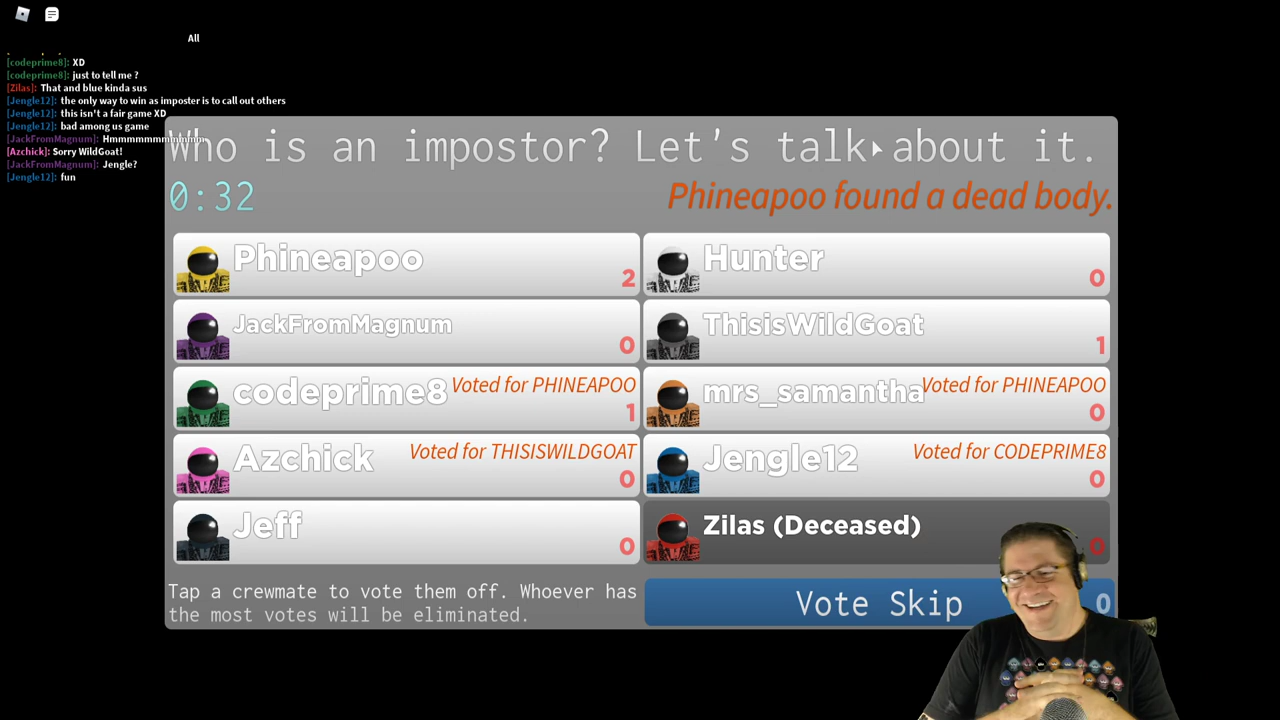 All
[codeprime8]: XD
[codeprime8]: just to tell me ?
[Zilas]: That and blue kinda sus
[Jengle12]: the only way to win as imposter is to call out others
[Jengle12]: this isn't a fair game XD
[Jengle12]: bad among us game
[JackFromMagnum]: Hmmmmmmmmmmm
[Azchick]: Sorry WildGoat!
[JackFromMagnum]: Jengle?
[Jengle12]: fun
Who is an impostor? Let's talk about it.
0:32
Phineapoo found a dead body.
Phineapoo 2
Hunter 0
JackFromMagnum 0
ThisisWildGoat 1
codeprime8 Voted for PHINEAPOO 1
mrs_samantha Voted for PHINEAPOO 0
Azchick Voted for THISISWILDGOAT 0
Jengle12 Voted for CODEPRIME8 0
Jeff 0
Zilas (Deceased) 0
Tap a crewmate to vote them off. Whoever has
the most votes will be eliminated.
Vote Skip 0